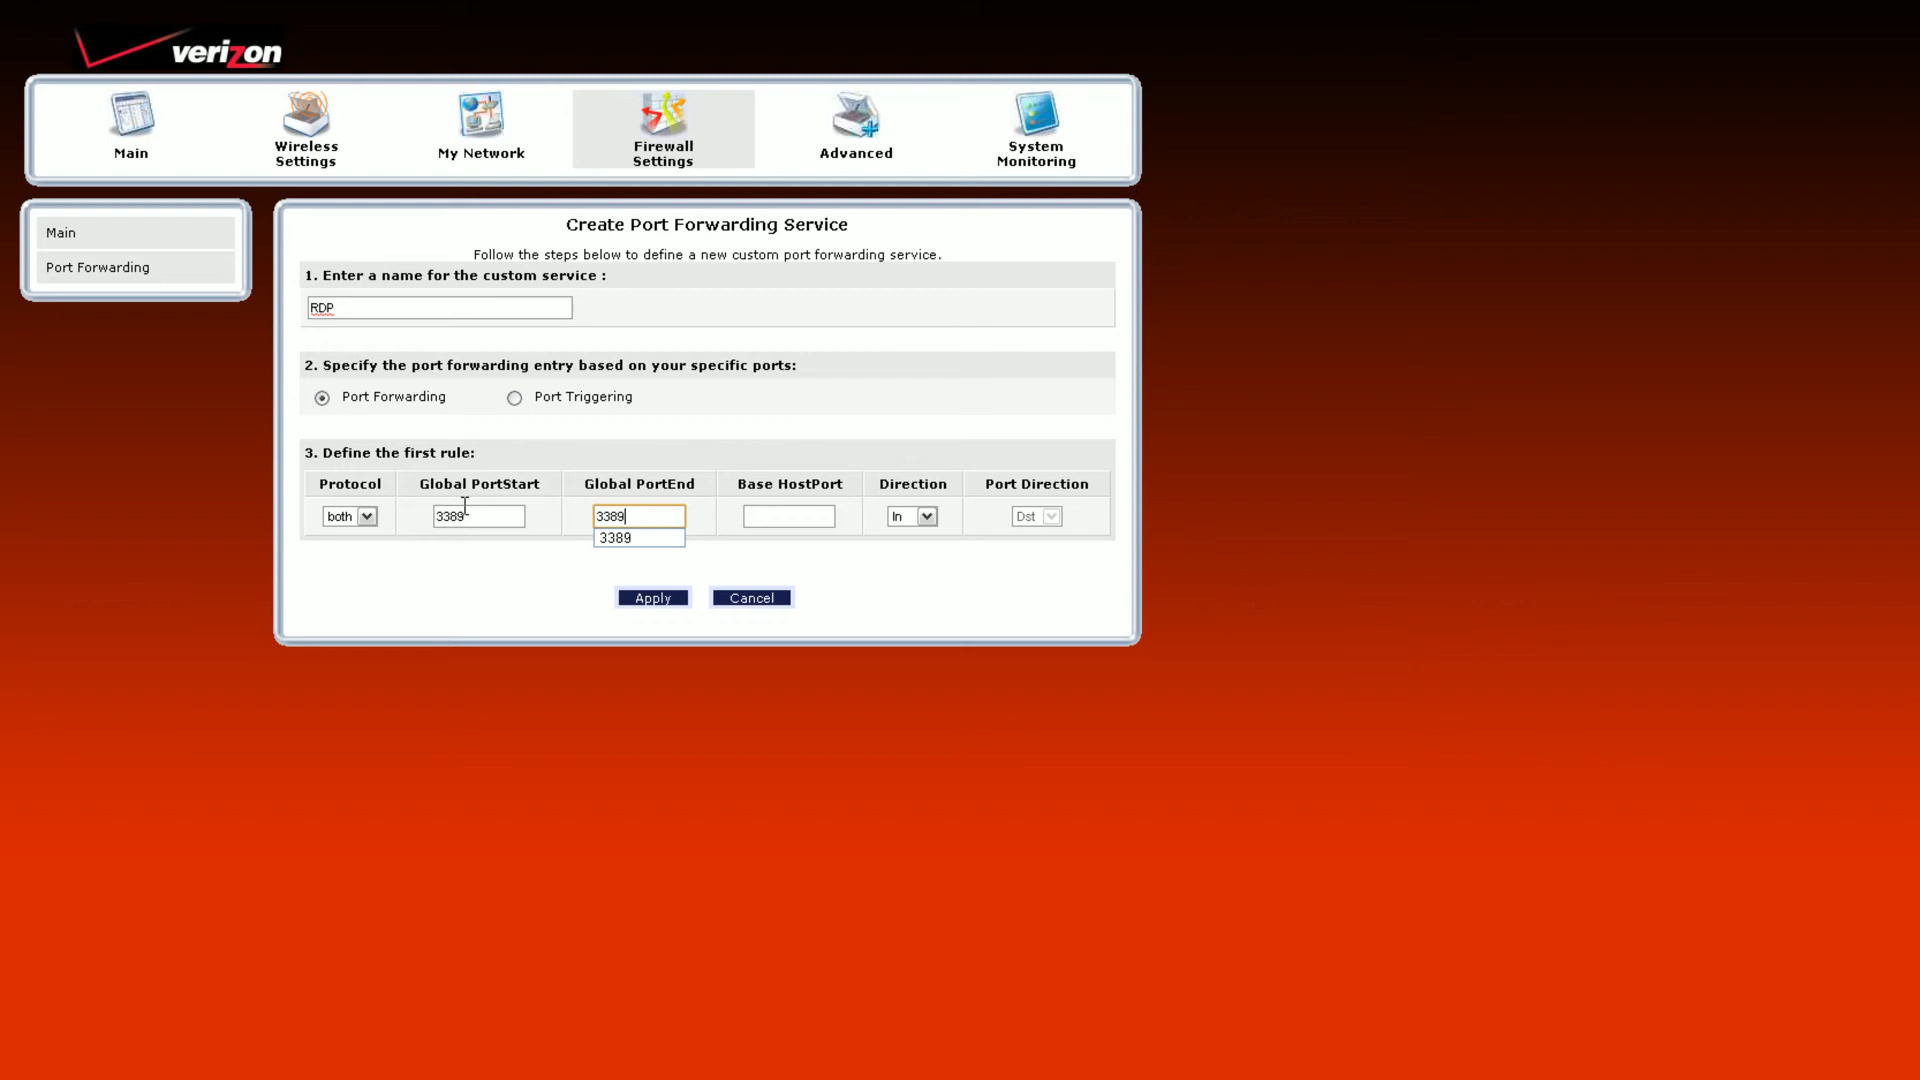 verizon
Main
Wireless
Settings
My Network
Firewall
Settings
Advanced
System
Monitoring
Main
Port Forwarding
Create Port Forwarding Service
Follow the steps below to define a new custom port forwarding service.
1. Enter a name for the custom service :
RDP
2. Specify the port forwarding entry based on your specific ports:
Port Forwarding Port Triggering
3. Define the first rule:
Protocol Global PortStart Global PortEnd Base HostPort Direction Port Direction
both 3389 3389 In Dst
3389
Apply Cancel